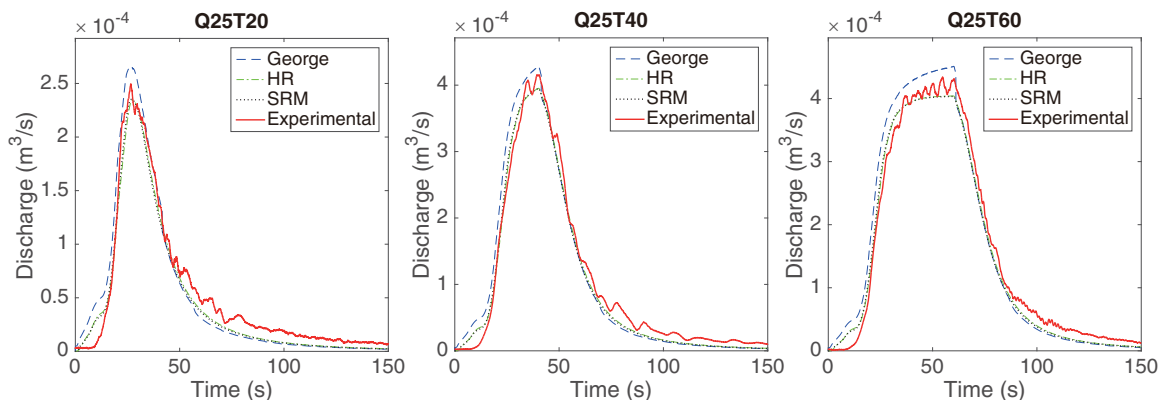 Q25T20
× 10⁻⁴
2.5
2
1.5
1
0.5
0
Discharge (m³/s)
0 50 100 150
Time (s)
George
HR
SRM
Experimental
Q25T40
× 10⁻⁴
4
3
2
1
0
Discharge (m³/s)
0 50 100 150
Time (s)
George
HR
SRM
Experimental
Q25T60
× 10⁻⁴
4
3
2
1
0
Discharge (m³/s)
0 50 100 150
Time (s)
George
HR
SRM
Experimental